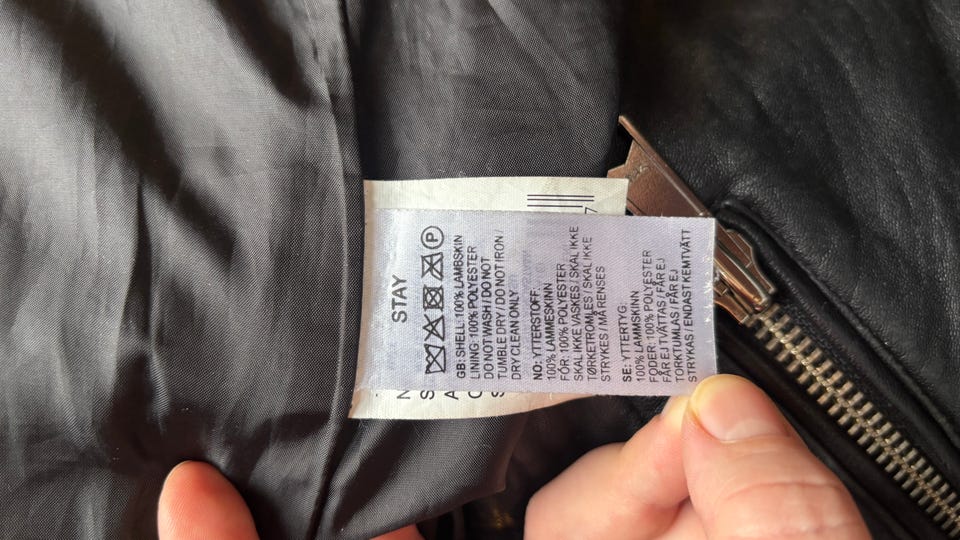 STAY
P
GB: SHELL: 100% LAMBSKIN
LINING: 100% POLYESTER
DO NOT WASH / DO NOT
TUMBLE DRY / DO NOT IRON /
DRY CLEAN ONLY
NO: YTTERSTOFF:
100% LAMMESKINN
FÓR: 100% POLYESTER
SKAL IKKE VASKES / SKAL IKKE
TØRKETROMLES / SKAL IKKE
STRYKES / MÅ RENSES
SE: YTTERTYG:
100% LAMMSKINN
FODER: 100% POLYESTER
FÅR EJ TVÄTTAS / FÅR EJ
TORKTUMLAS / FÅR EJ
STRYKAS / ENDAST KEMTVÄTT
7